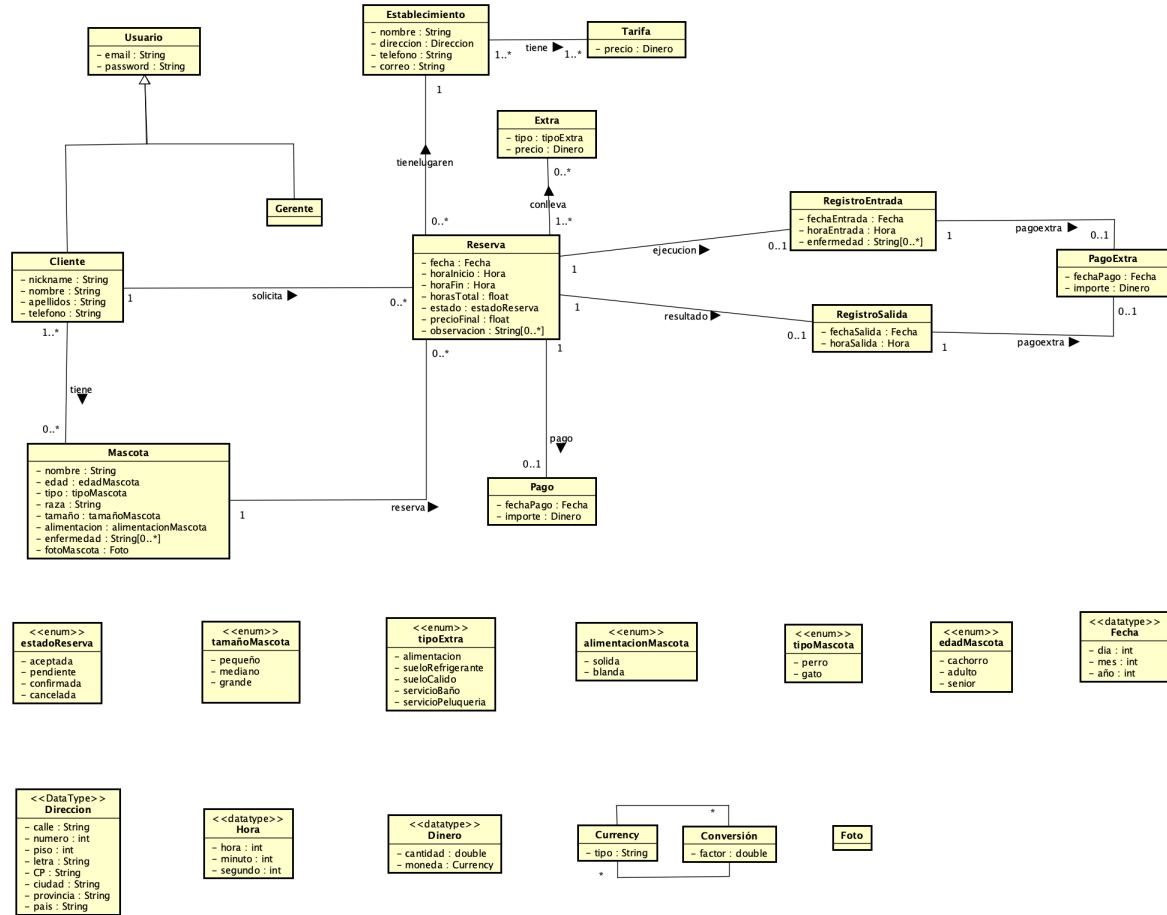 Usuario
- email : String
- password : String
Establecimiento
- nombre : String
- direccion : Direccion
- telefono : String
- correo : String
1..*
tiene
1..*
Tarifa
- precio : Dinero
1
tienelugaren
0..*
Extra
- tipo : tipoExtra
- precio : Dinero
0..*
conlleva
1..*
Gerente
Cliente
- nickname : String
- nombre : String
- apellidos : String
- telefono : String
1
solicita
0..*
Reserva
- fecha : Fecha
- horaInicio : Hora
- horaFin : Hora
- horasTotal : float
- estado : estadoReserva
- precioFinal : float
- observacion : String[0..*]
1
ejecucion
0..1
RegistroEntrada
- fechaEntrada : Fecha
- horaEntrada : Hora
- enfermedad : String[0..*]
1
pagoextra
0..1
PagoExtra
- fechaPago : Fecha
- importe : Dinero
0..1
1
resultado
0..1
RegistroSalida
- fechaSalida : Fecha
- horaSalida : Hora
1
pagoextra
1..*
tiene
0..*
0..*
1
pago
0..1
Mascota
- nombre : String
- edad : edadMascota
- tipo : tipoMascota
- raza : String
- tamaño : tamañoMascota
- alimentacion : alimentacionMascota
- enfermedad : String[0..*]
- fotoMascota : Foto
1
reserva
Pago
- fechaPago : Fecha
- importe : Dinero
<<enum>>
estadoReserva
- aceptada
- pendiente
- confirmada
- cancelada
<<enum>>
tamañoMascota
- pequeño
- mediano
- grande
<<enum>>
tipoExtra
- alimentacion
- sueloRefrigerante
- sueloCalido
- servicioBaño
- servicioPeluqueria
<<enum>>
alimentacionMascota
- solida
- blanda
<<enum>>
tipoMascota
- perro
- gato
<<enum>>
edadMascota
- cachorro
- adulto
- senior
<<datatype>>
Fecha
- dia : int
- mes : int
- año : int
<<DataType>>
Direccion
- calle : String
- numero : int
- piso : int
- letra : String
- CP : String
- ciudad : String
- provincia : String
- pais : String
<<datatype>>
Hora
- hora : int
- minuto : int
- segundo : int
<<datatype>>
Dinero
- cantidad : double
- moneda : Currency
*
Currency
- tipo : String
*
Conversión
- factor : double
Foto